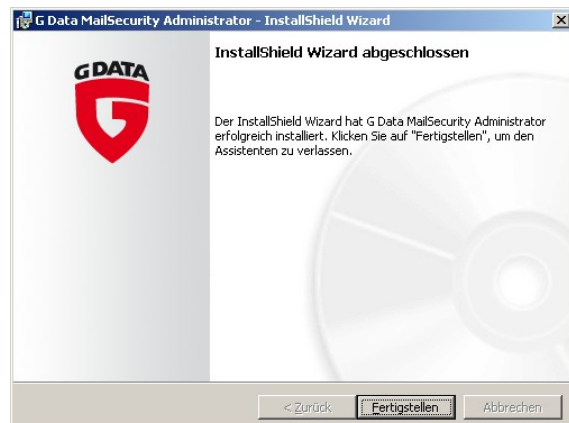 G Data MailSecurity Administrator - InstallShield Wizard
InstallShield Wizard abgeschlossen
G DATA
Der InstallShield Wizard hat G Data MailSecurity Administrator
erfolgreich installiert. Klicken Sie auf "Fertigstellen", um den
Assistenten zu verlassen.
< Zurück
Fertigstellen
Abbrechen